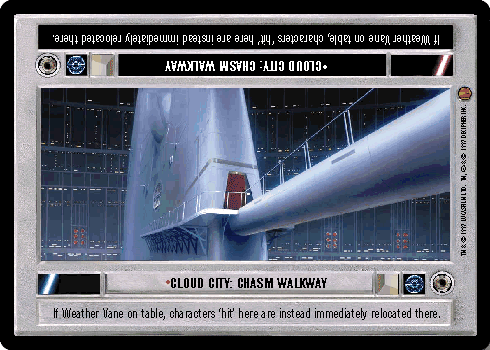 If Weather Vane on table, characters 'hit' here are instead immediately relocated there.
•CLOUD CITY: CHASM WALKWAY
•CLOUD CITY: CHASM WALKWAY
If Weather Vane on table, characters 'hit' here are instead immediately relocated there.